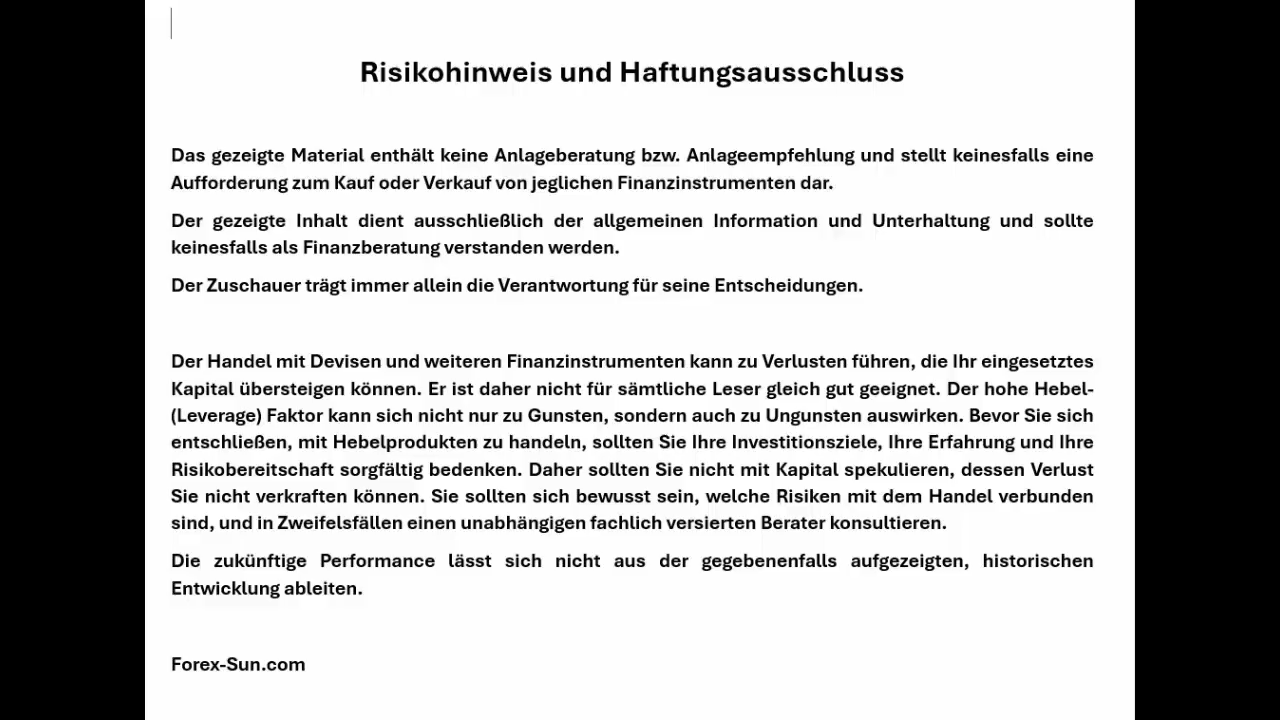 Risikohinweis und Haftungsausschluss
Das gezeigte Material enthält keine Anlageberatung bzw. Anlageempfehlung und stellt keinesfalls eine
Aufforderung zum Kauf oder Verkauf von jeglichen Finanzinstrumenten dar.
Der gezeigte Inhalt dient ausschließlich der allgemeinen Information und Unterhaltung und sollte
keinesfalls als Finanzberatung verstanden werden.
Der Zuschauer trägt immer allein die Verantwortung für seine Entscheidungen.
Der Handel mit Devisen und weiteren Finanzinstrumenten kann zu Verlusten führen, die Ihr eingesetztes
Kapital übersteigen können. Er ist daher nicht für sämtliche Leser gleich gut geeignet. Der hohe Hebel-
(Leverage) Faktor kann sich nicht nur zu Gunsten, sondern auch zu Ungunsten auswirken. Bevor Sie sich
entschließen, mit Hebelprodukten zu handeln, sollten Sie Ihre Investitionsziele, Ihre Erfahrung und Ihre
Risikobereitschaft sorgfältig bedenken. Daher sollten Sie nicht mit Kapital spekulieren, dessen Verlust
Sie nicht verkraften können. Sie sollten sich bewusst sein, welche Risiken mit dem Handel verbunden
sind, und in Zweifelsfällen einen unabhängigen fachlich versierten Berater konsultieren.
Die zukünftige Performance lässt sich nicht aus der gegebenenfalls aufgezeigten, historischen
Entwicklung ableiten.
Forex-Sun.com